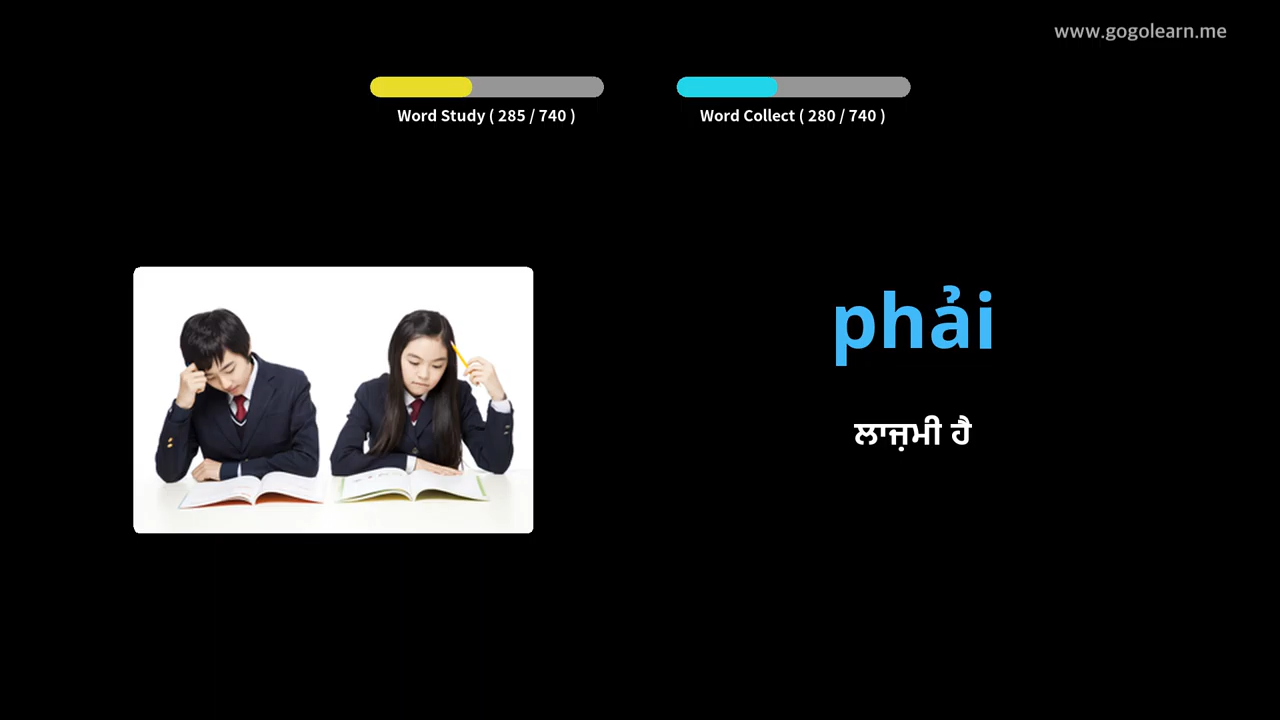 www.gogolearn.me
Word Study ( 285 / 740 )
Word Collect ( 280 / 740 )
phải
ਲਾਜ਼ਮੀ ਹੈ